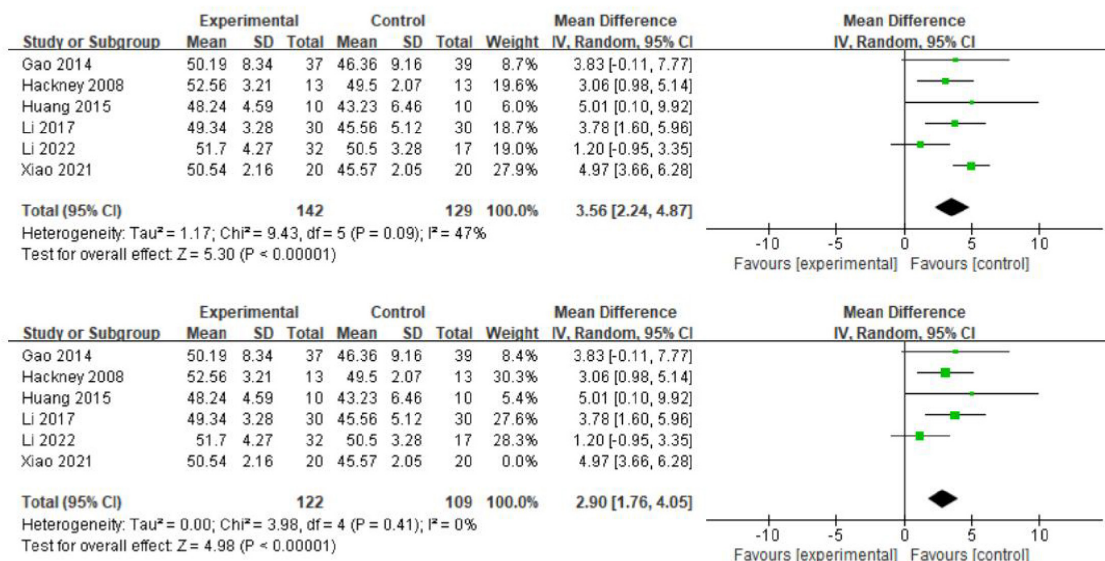 Experimental Control Mean Difference Mean Difference
Study or Subgroup Mean SD Total Mean SD Total Weight IV, Random, 95% CI IV, Random, 95% CI
Gao 2014 50.19 8.34 37 46.36 9.16 39 8.7% 3.83 [-0.11, 7.77]
Hackney 2008 52.56 3.21 13 49.5 2.07 13 19.6% 3.06 [0.98, 5.14]
Huang 2015 48.24 4.59 10 43.23 6.46 10 6.0% 5.01 [0.10, 9.92]
Li 2017 49.34 3.28 30 45.56 5.12 30 18.7% 3.78 [1.60, 5.96]
Li 2022 51.7 4.27 32 50.5 3.28 17 19.0% 1.20 [-0.95, 3.35]
Xiao 2021 50.54 2.16 20 45.57 2.05 20 27.9% 4.97 [3.66, 6.28]
Total (95% CI) 142 129 100.0% 3.56 [2.24, 4.87]
Heterogeneity: Tau² = 1.17; Chi² = 9.43, df = 5 (P = 0.09); I² = 47%
Test for overall effect: Z = 5.30 (P < 0.00001)
-10 -5 0 5 10
Favours [experimental] Favours [control]
Experimental Control Mean Difference Mean Difference
Study or Subgroup Mean SD Total Mean SD Total Weight IV, Random, 95% CI IV, Random, 95% CI
Gao 2014 50.19 8.34 37 46.36 9.16 39 8.4% 3.83 [-0.11, 7.77]
Hackney 2008 52.56 3.21 13 49.5 2.07 13 30.3% 3.06 [0.98, 5.14]
Huang 2015 48.24 4.59 10 43.23 6.46 10 5.4% 5.01 [0.10, 9.92]
Li 2017 49.34 3.28 30 45.56 5.12 30 27.6% 3.78 [1.60, 5.96]
Li 2022 51.7 4.27 32 50.5 3.28 17 28.3% 1.20 [-0.95, 3.35]
Xiao 2021 50.54 2.16 20 45.57 2.05 20 0.0% 4.97 [3.66, 6.28]
Total (95% CI) 122 109 100.0% 2.90 [1.76, 4.05]
Heterogeneity: Tau² = 0.00; Chi² = 3.98, df = 4 (P = 0.41); I² = 0%
Test for overall effect: Z = 4.98 (P < 0.00001)
-10 -5 0 5 10
Favours [experimental] Favours [control]